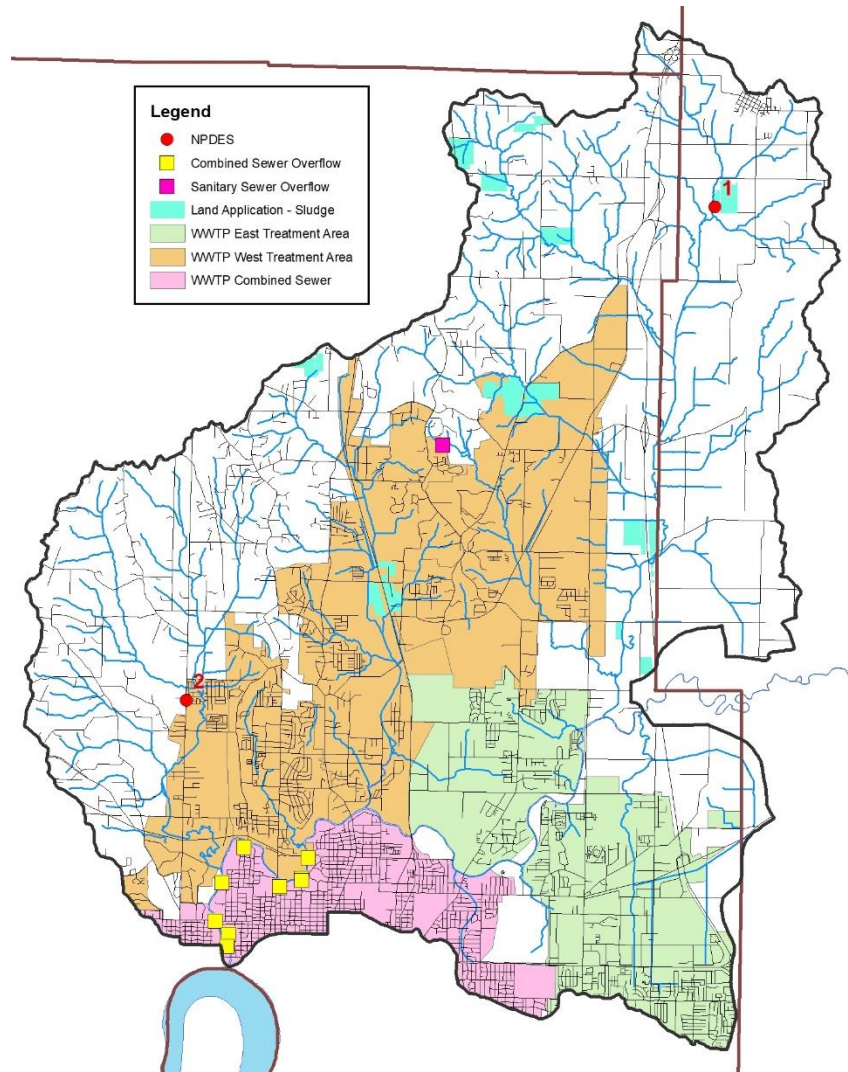 Legend
NPDES
Combined Sewer Overflow
Sanitary Sewer Overflow
Land Application - Sludge
WWTP East Treatment Area
WWTP West Treatment Area
WWTP Combined Sewer
1
2